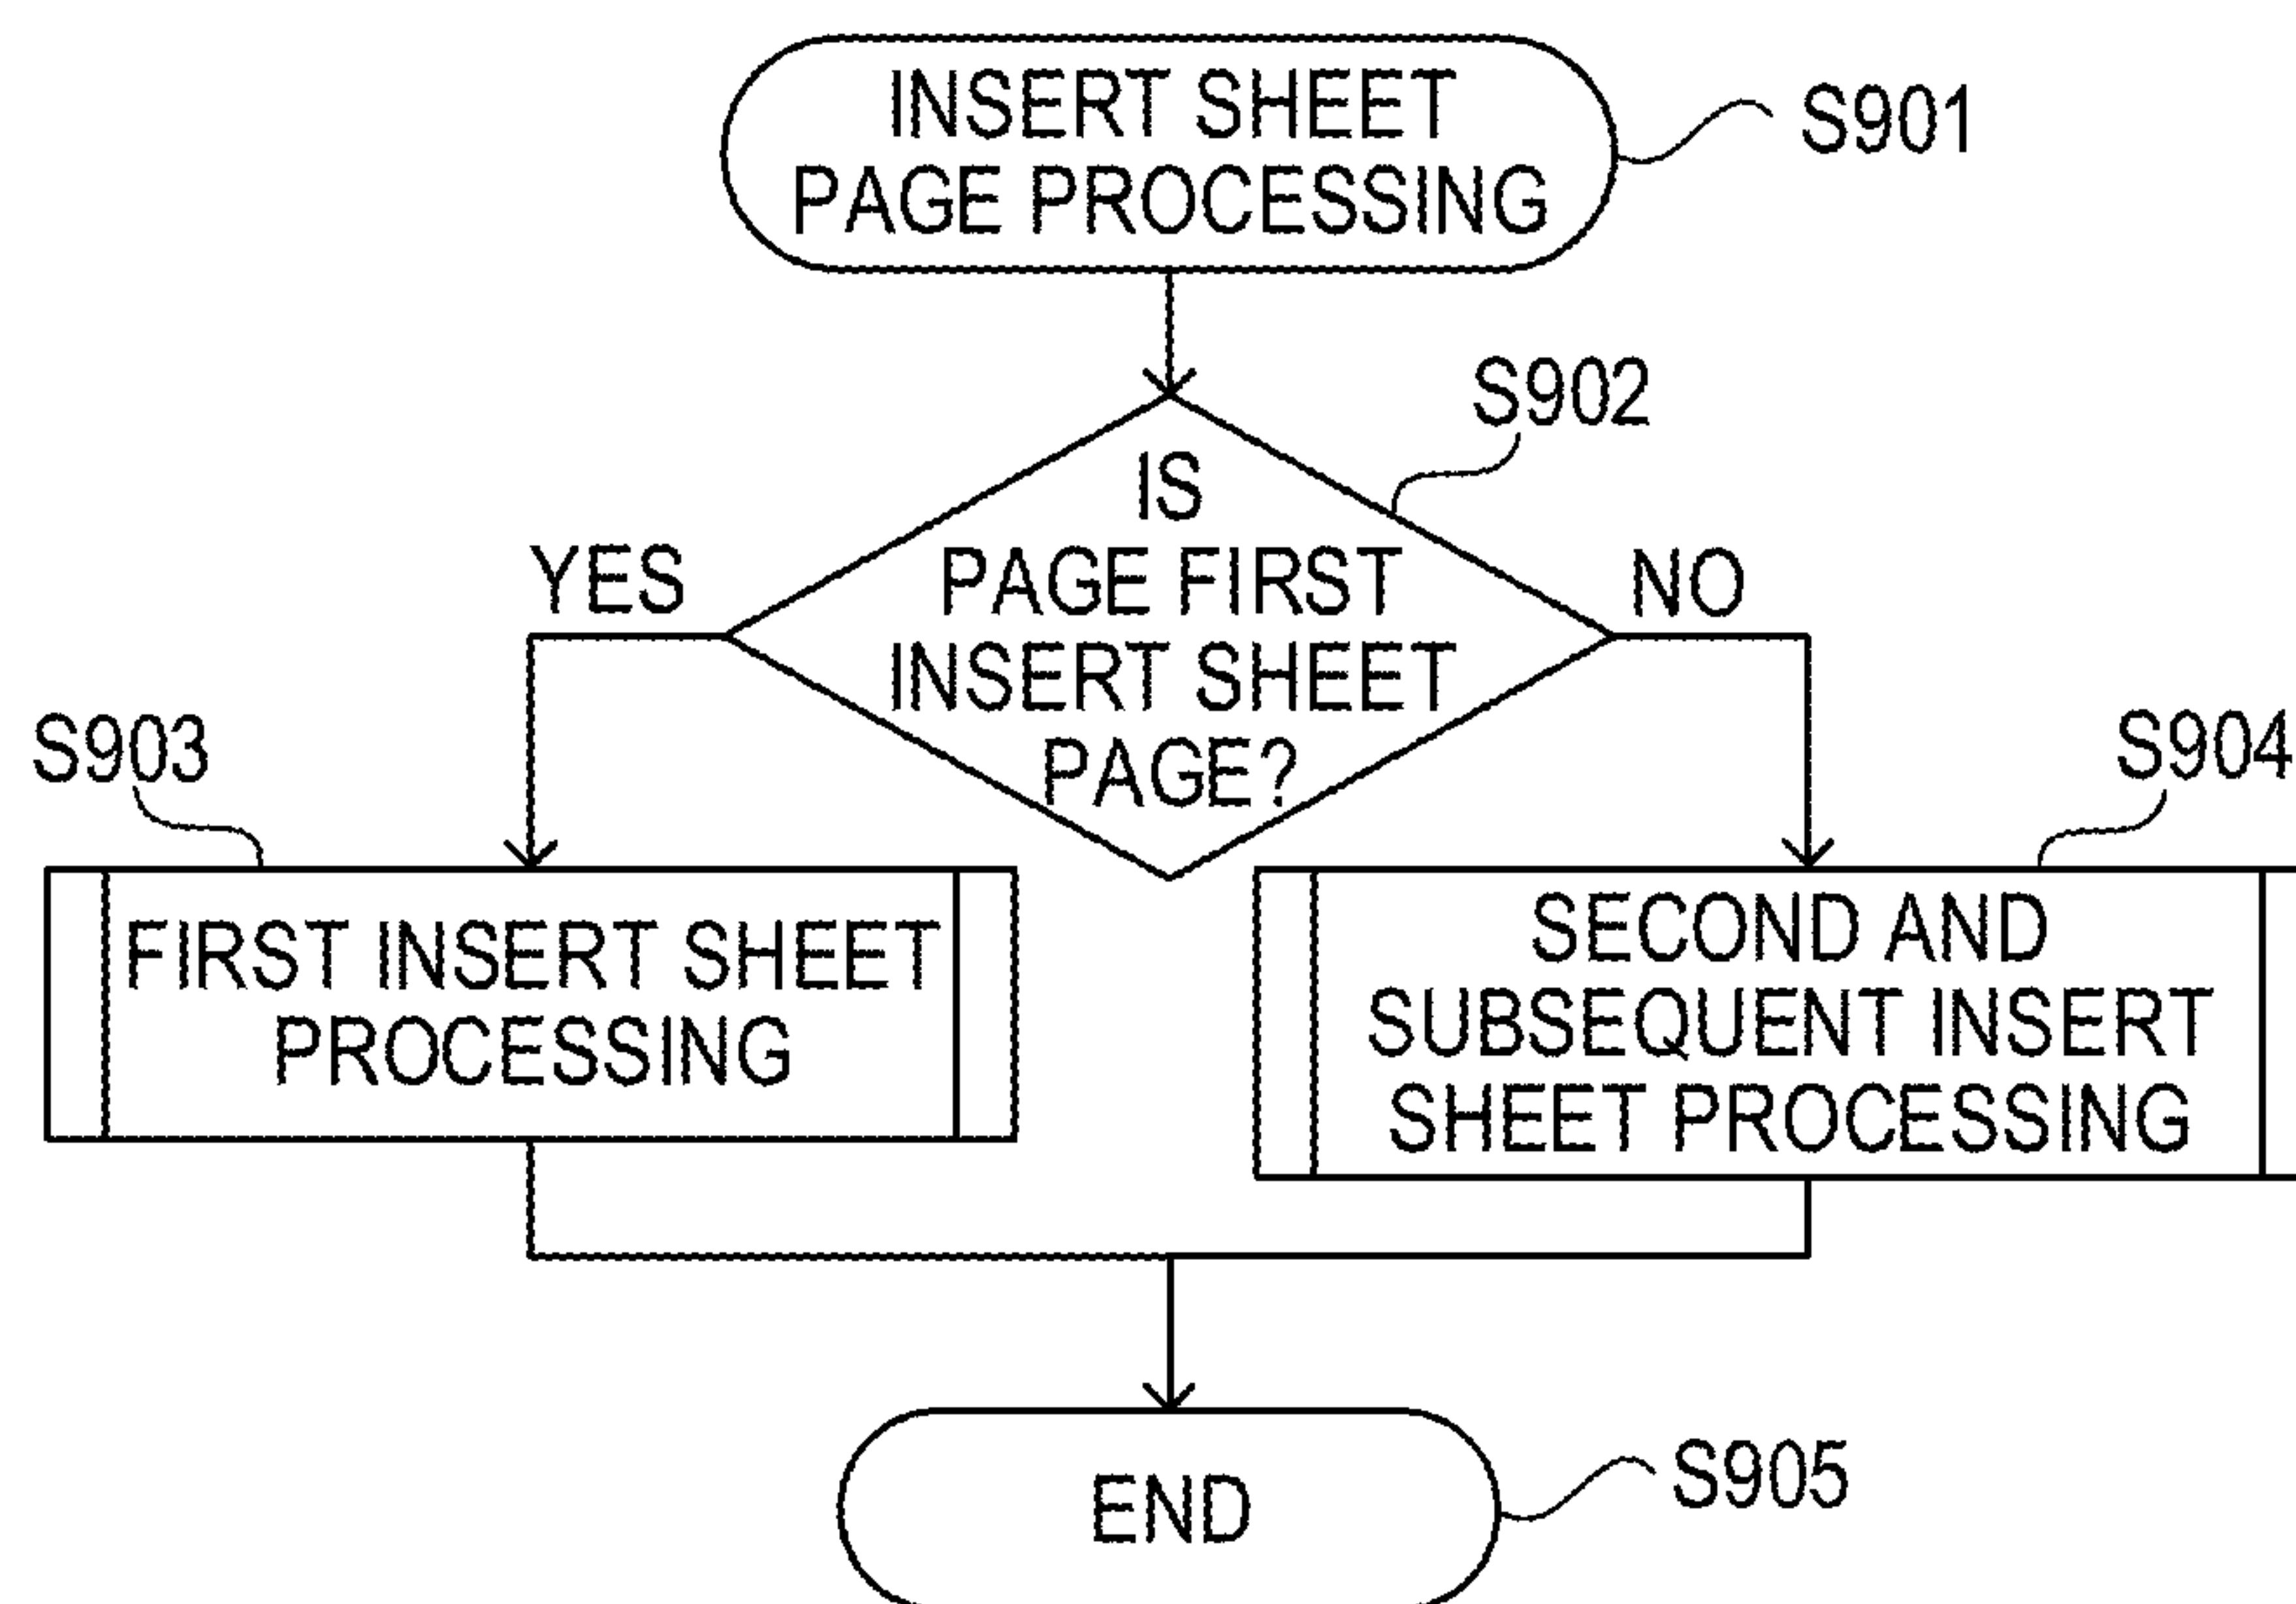 INSERT SHEET
PAGE PROCESSING
S901
S902
IS
PAGE FIRST
INSERT SHEET
PAGE?
YES
NO
S903
S904
FIRST INSERT SHEET
PROCESSING
SECOND AND
SUBSEQUENT INSERT
SHEET PROCESSING
END
S905